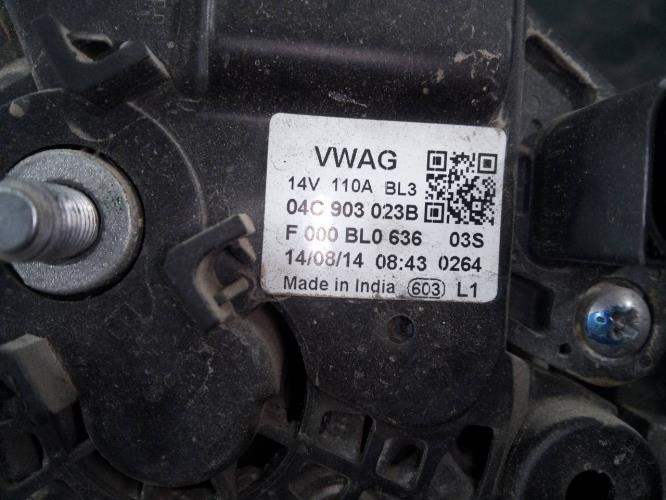 VWAG
14V 110A BL3
04C 903 023B
F 000 BL0 636 03S
14/08/14 08:43 0264
Made in India 603 L1